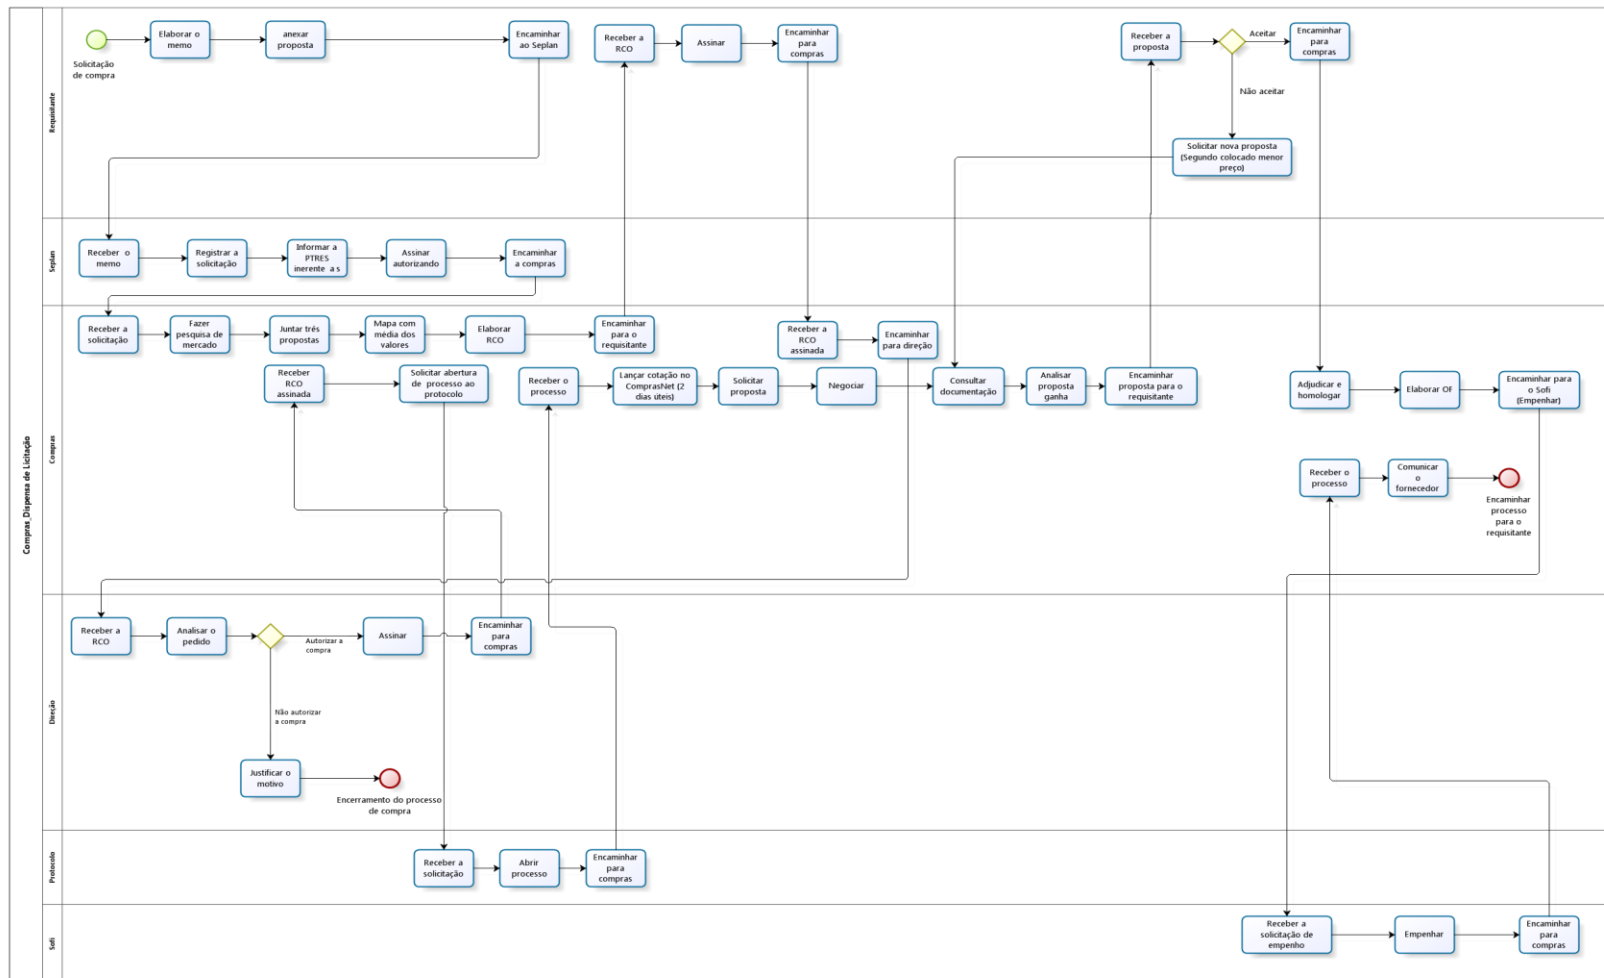 Compras_Dispensa de Licitação
Requisitante
Solicitação
de compra
Elaborar o
memo
anexar
proposta
Encaminhar
ao Seplan
Receber a
RCO
Assinar
Encaminhar
para
compras
Receber a
proposta
Aceitar
Encaminhar
para
compras
Não aceitar
Solicitar nova proposta
(Segundo colocado menor
preço)
Seplan
Receber o
memo
Registrar a
solicitação
Informar a
PTRES
inerente a s
Assinar
autorizando
Encaminhar
a compras
Compras
Receber a
solicitação
Fazer
pesquisa de
mercado
Juntar três
propostas
Mapa com
média dos
valores
Elaborar
RCO
Encaminhar
para o
requisitante
Receber a
RCO
assinada
Encaminhar
para direção
Receber
RCO
assinada
Solicitar abertura
de processo ao
protocolo
Receber o
processo
Lançar cotação no
ComprasNet (2
dias úteis)
Solicitar
proposta
Negociar
Consultar
documentação
Analisar
proposta
ganha
Encaminhar
proposta para o
requisitante
Adjudicar e
homologar
Elaborar OF
Encaminhar para
o Sofi
(Empenhar)
Receber o
processo
Comunicar
o
fornecedor
Encaminhar
processo
para o
requisitante
Direção
Receber a
RCO
Analisar o
pedido
Autorizar a
compra
Assinar
Encaminhar
para
compras
Não autorizar
a compra
Justificar o
motivo
Encerramento do processo
de compra
Protocolo
Receber a
solicitação
Abrir
processo
Encaminhar
para
compras
Sofi
Receber a
solicitação de
empenho
Empenhar
Encaminhar
para
compras